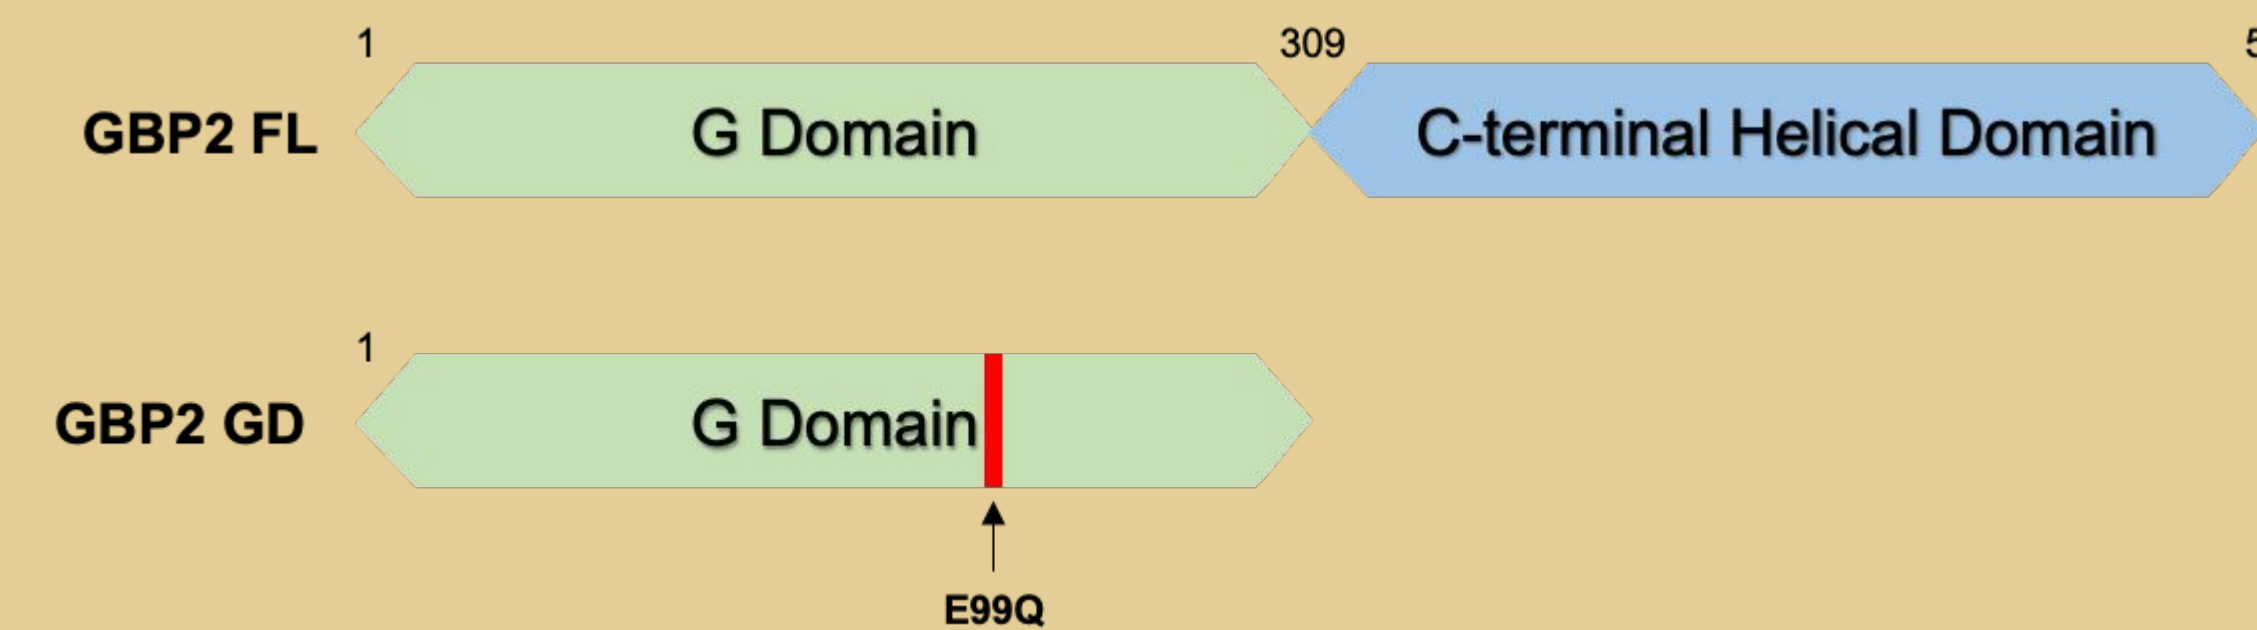 1 309
GBP2 FL G Domain C-terminal Helical Domain
1
GBP2 GD G Domain
E99Q